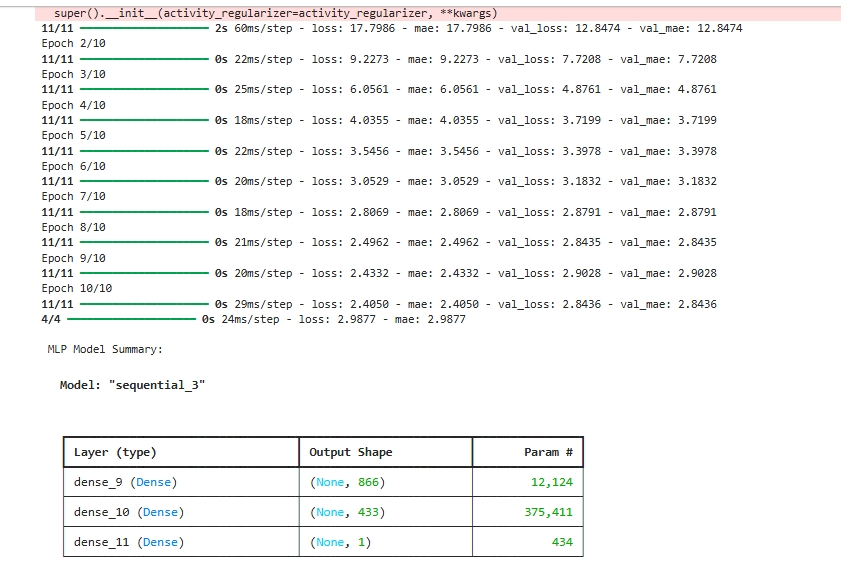 super().__init__(activity_regularizer=activity_regularizer, **kwargs)
11/11 2s 60ms/step - loss: 17.7986 - mae: 17.7986 - val_loss: 12.8474 - val_mae: 12.8474
Epoch 2/10
11/11 0s 22ms/step - loss: 9.2273 - mae: 9.2273 - val_loss: 7.7208 - val_mae: 7.7208
Epoch 3/10
11/11 0s 25ms/step - loss: 6.0561 - mae: 6.0561 - val_loss: 4.8761 - val_mae: 4.8761
Epoch 4/10
11/11 0s 18ms/step - loss: 4.0355 - mae: 4.0355 - val_loss: 3.7199 - val_mae: 3.7199
Epoch 5/10
11/11 0s 22ms/step - loss: 3.5456 - mae: 3.5456 - val_loss: 3.3978 - val_mae: 3.3978
Epoch 6/10
11/11 0s 20ms/step - loss: 3.0529 - mae: 3.0529 - val_loss: 3.1832 - val_mae: 3.1832
Epoch 7/10
11/11 0s 18ms/step - loss: 2.8069 - mae: 2.8069 - val_loss: 2.8791 - val_mae: 2.8791
Epoch 8/10
11/11 0s 21ms/step - loss: 2.4962 - mae: 2.4962 - val_loss: 2.8435 - val_mae: 2.8435
Epoch 9/10
11/11 0s 20ms/step - loss: 2.4332 - mae: 2.4332 - val_loss: 2.9028 - val_mae: 2.9028
Epoch 10/10
11/11 0s 29ms/step - loss: 2.4050 - mae: 2.4050 - val_loss: 2.8436 - val_mae: 2.8436
4/4 0s 24ms/step - loss: 2.9877 - mae: 2.9877
MLP Model Summary:
Model: "sequential_3"
Layer (type) Output Shape Param #
dense_9 (Dense) (None, 866) 12,124
dense_10 (Dense) (None, 433) 375,411
dense_11 (Dense) (None, 1) 434